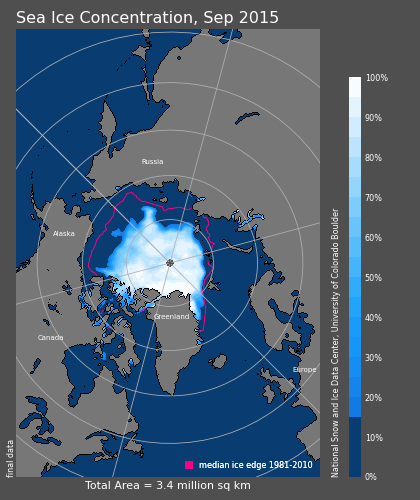 Sea Ice Concentration, Sep 2015
Russia
Alaska
Greenland
Canada
Europe
median ice edge 1981-2010
final data
Total Area = 3.4 million sq km
100%
90%
80%
70%
60%
50%
40%
30%
20%
10%
0%
National Snow and Ice Data Center, University of Colorado Boulder